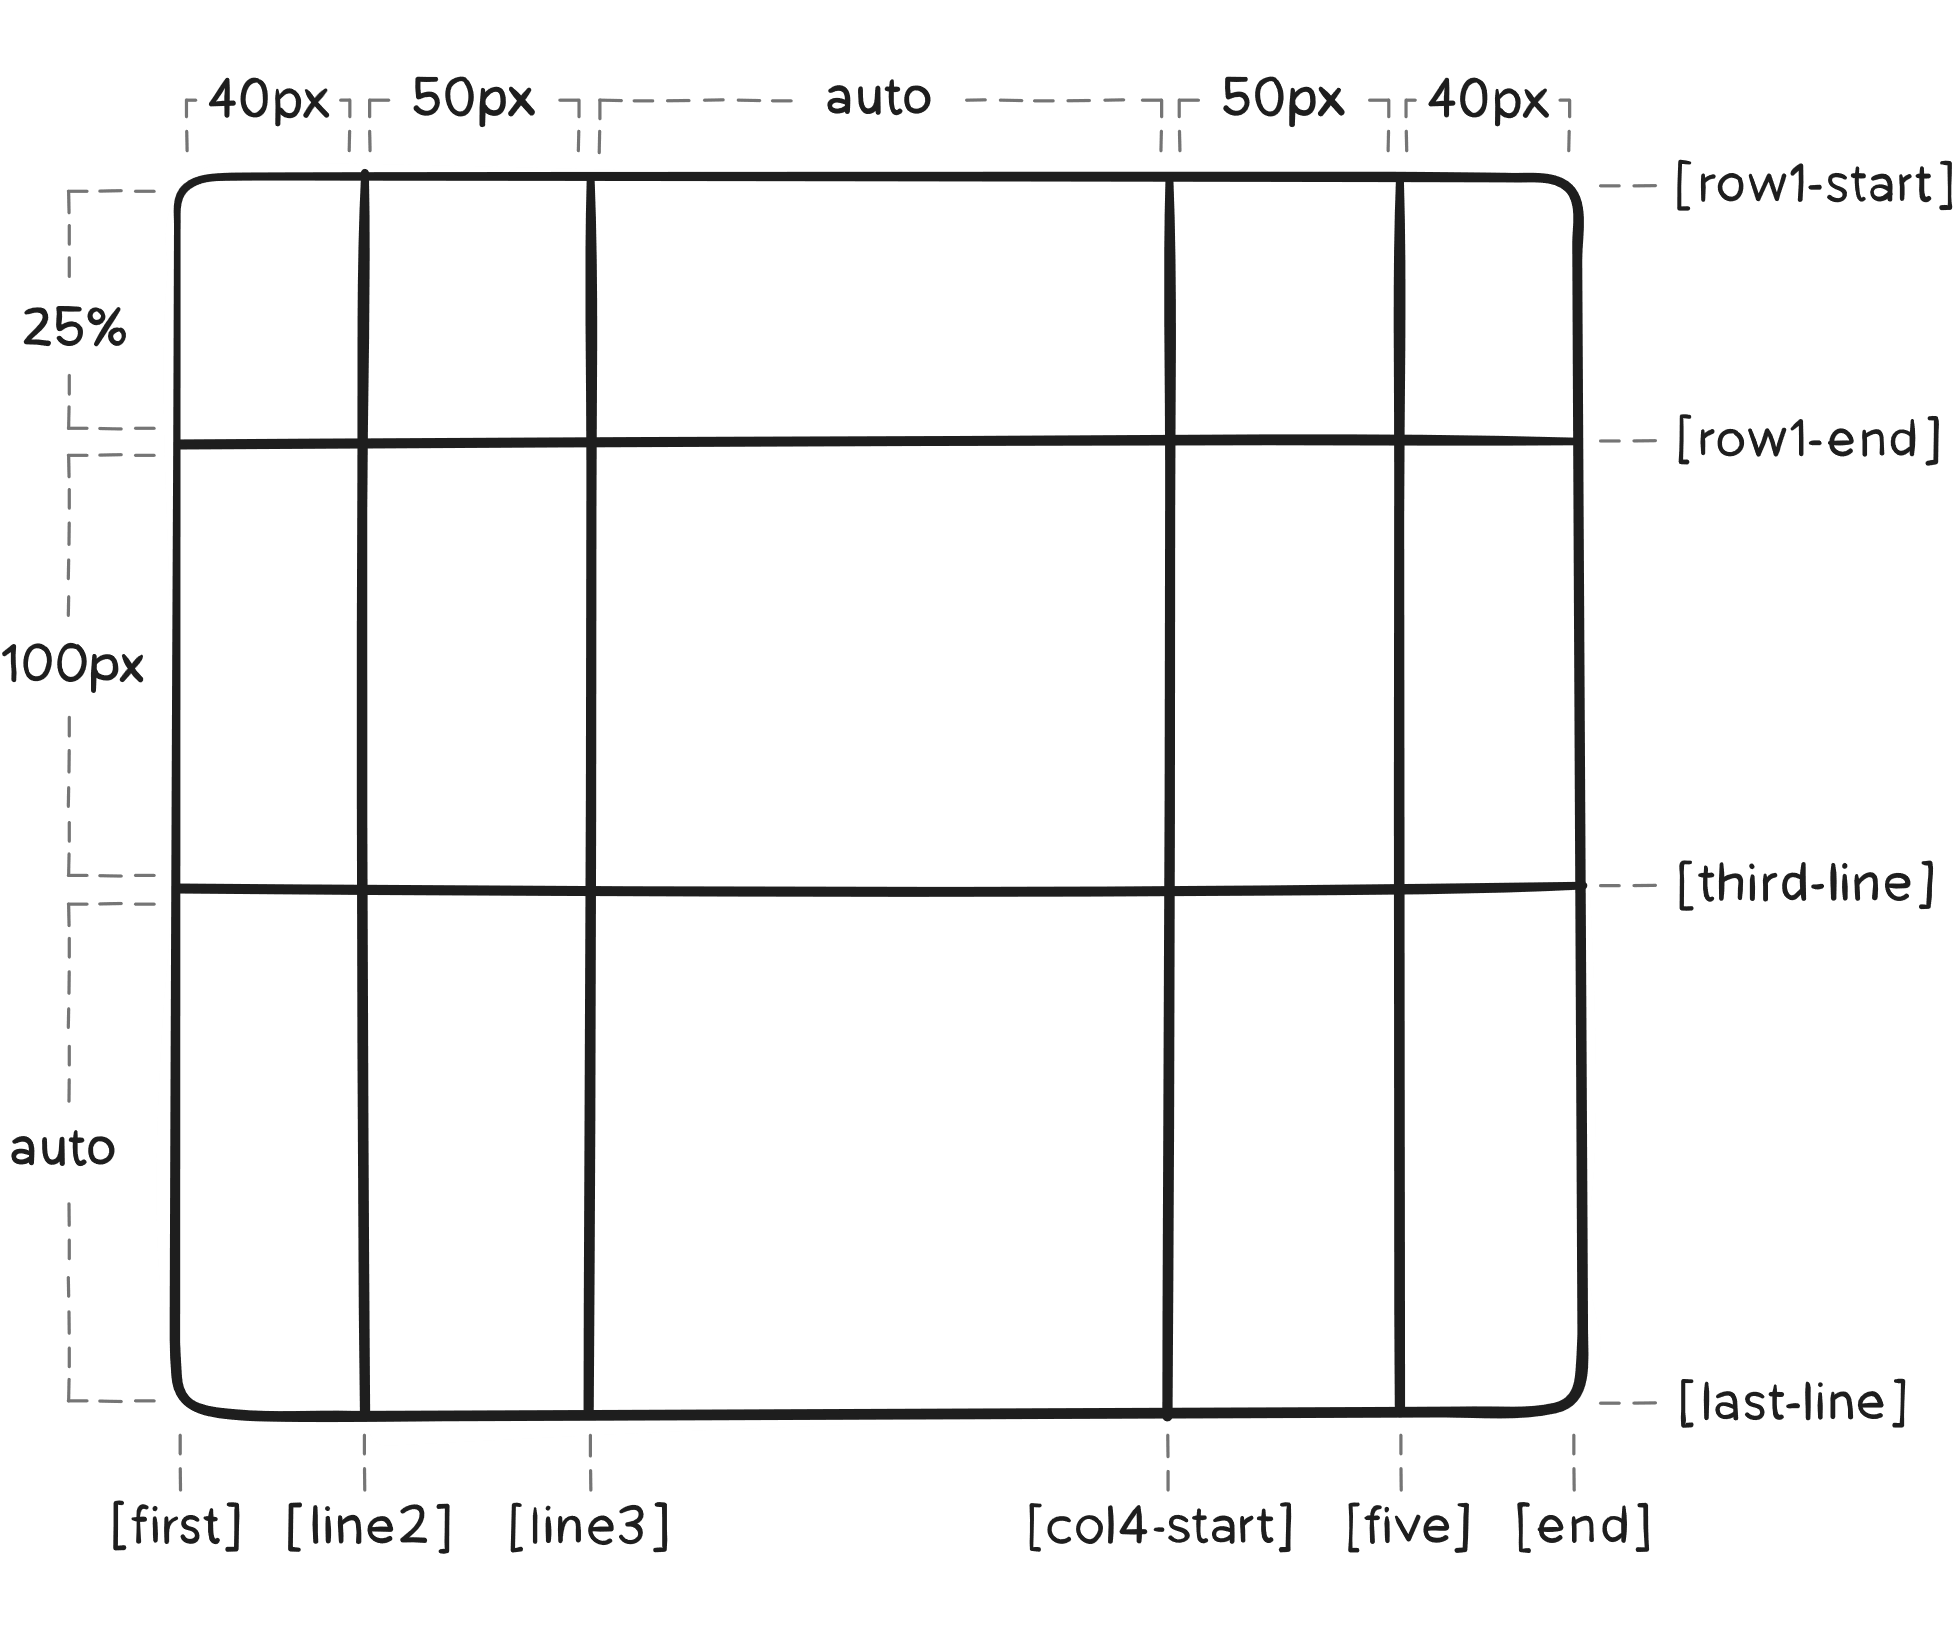 40px 50px auto 50px 40px
[row1-start]
25%
[row1-end]
100px
[third-line]
auto
[last-line]
[first] [line2] [line3] [col4-start] [five] [end]